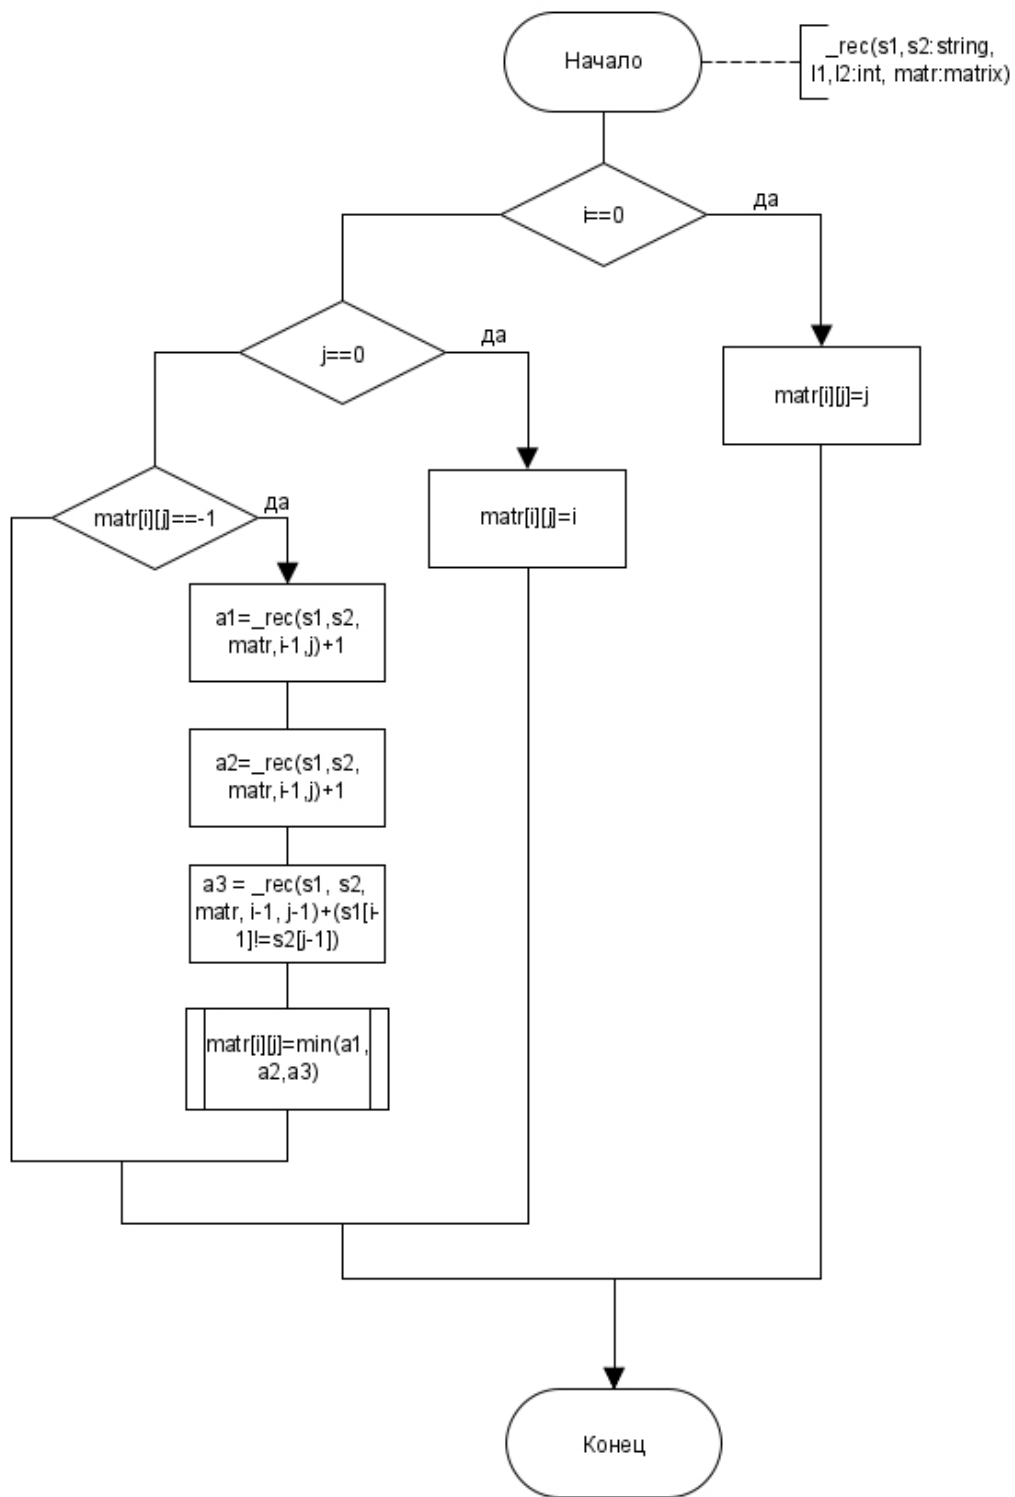 Начало
_rec(s1,s2:string,
l1,l2:int, matr:matrix)
i==0
да
j==0
да
matr[i][j]=j
matr[i][j]==-1
да
matr[i][j]=i
a1=_rec(s1,s2,
matr,i-1,j)+1
a2=_rec(s1,s2,
matr,i-1,j)+1
a3 = _rec(s1, s2,
matr, i-1, j-1)+(s1[i-
1]!=s2[j-1])
matr[i][j]=min(a1,
a2,a3)
Конец